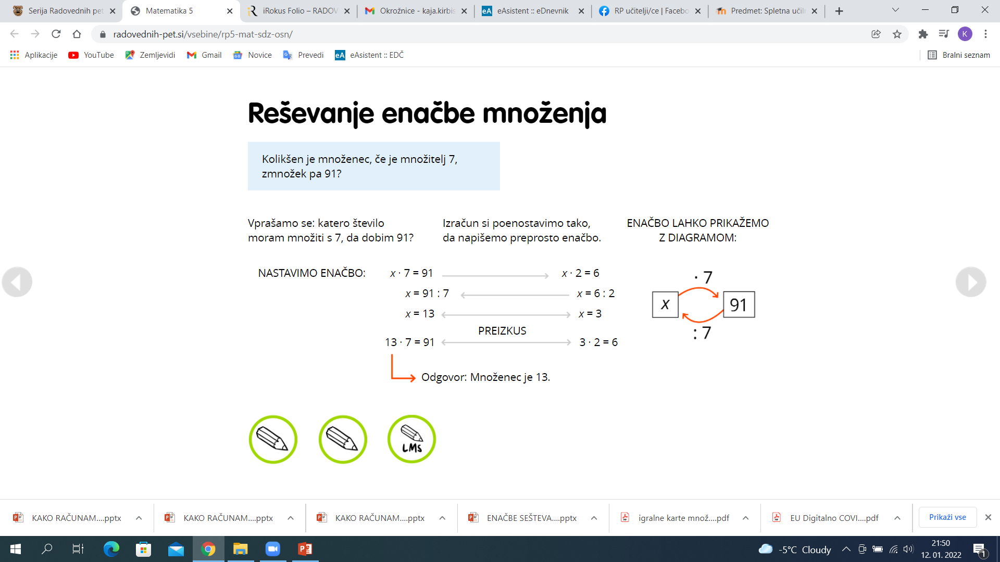 Serija Radovednih pet
Matematika 5
iRokus Folio – RADOV
Okrožnice - kaja.kirbis
eAsistent :: eDnevnik
RP učitelji/ce | Facebo
Predmet: Spletna učiln
radovednih-pet.si/vsebine/rp5-mat-sdz-osn/
K
Aplikacije
YouTube
Zemljevidi
Gmail
Novice
Prevedi
eAsistent :: EDČ
Bralni seznam
Reševanje enačbe množenja
Kolikšen je množenec, če je množitelj 7,
zmnožek pa 91?
Vprašamo se: katero število
moram množiti s 7, da dobim 91?
Izračun si poenostavimo tako,
da napišemo preprosto enačbo.
ENAČBO LAHKO PRIKAŽEMO
Z DIAGRAMOM:
NASTAVIMO ENAČBO: x · 7 = 91 x · 2 = 6
x = 91 : 7 x = 6 : 2
x = 13 x = 3
PREIZKUS
13 · 7 = 91 3 · 2 = 6
Odgovor: Množenec je 13.
· 7
x 91
: 7
LMs
KAKO RAČUNAM....pptx
KAKO RAČUNAM....pptx
KAKO RAČUNAM....pptx
ENAČBE SEŠTEVA....pptx
igralne karte množ....pdf
EU Digitalno COVI....pdf
Prikaži vse
-5°C Cloudy
21:50
12. 01. 2022
1